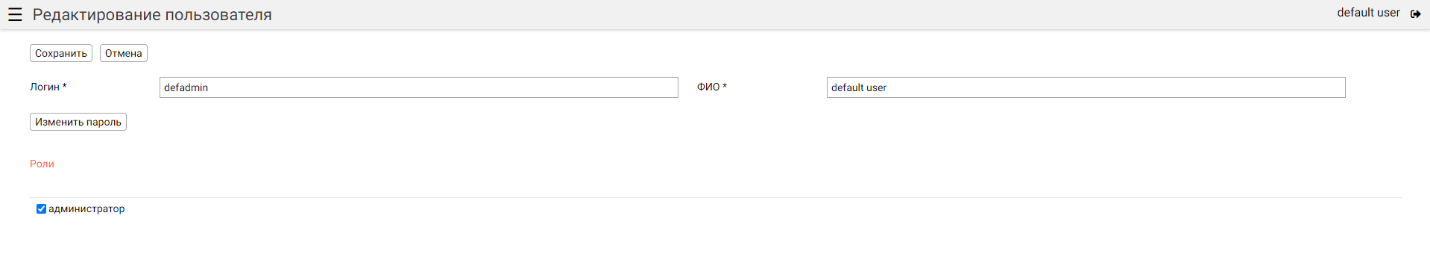 Редактирование пользователя
default user
Сохранить Отмена
Логин * defadmin ФИО * default user
Изменить пароль
Роли
администратор